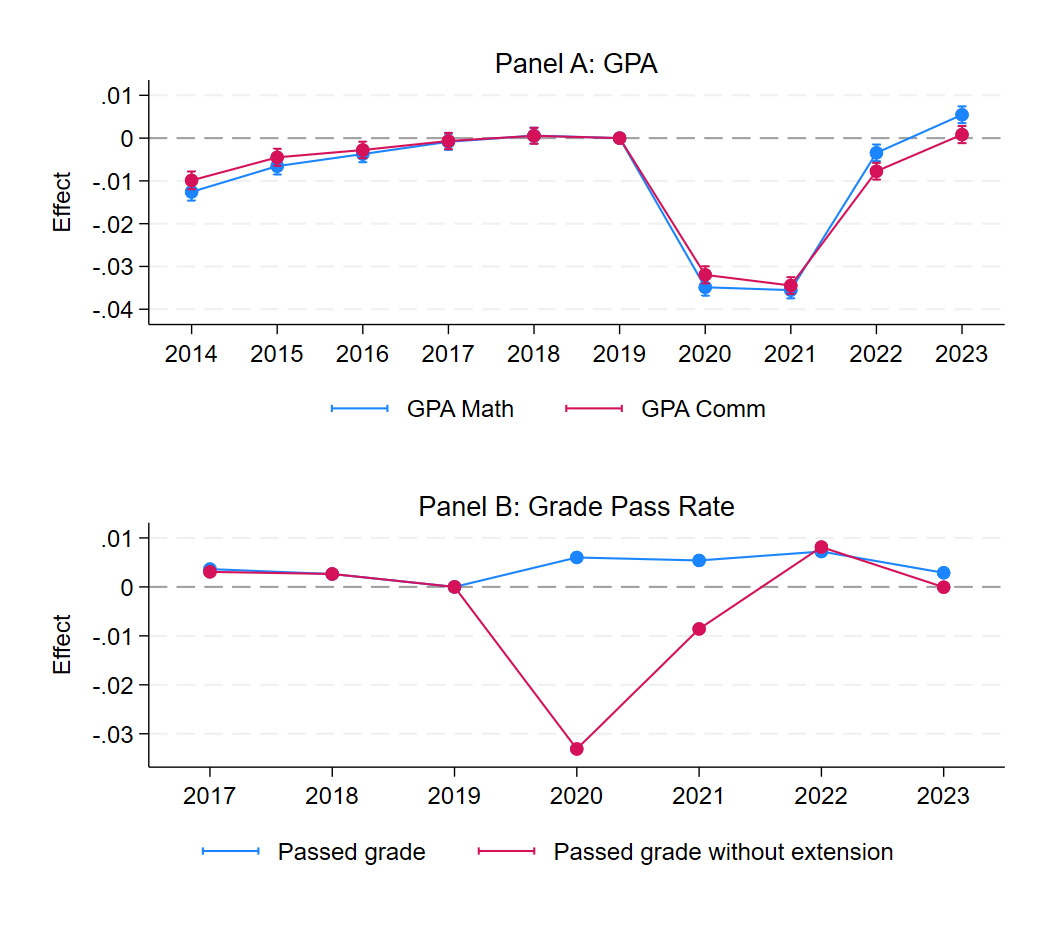 Panel A: GPA
.01
0
-.01
-.02
-.03
-.04
Effect
2014 2015 2016 2017 2018 2019 2020 2021 2022 2023
GPA Math GPA Comm
Panel B: Grade Pass Rate
.01
0
-.01
-.02
-.03
Effect
2017 2018 2019 2020 2021 2022 2023
Passed grade Passed grade without extension